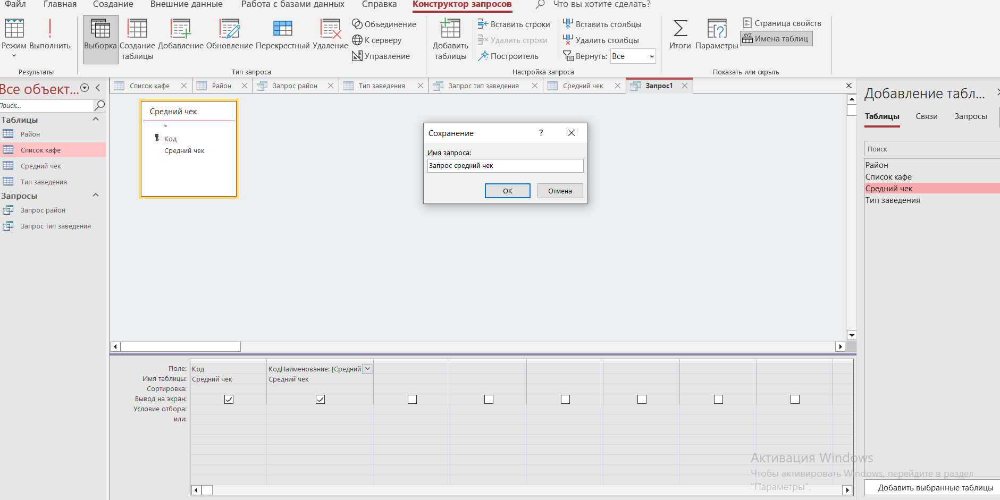 Файл Главная Создание Внешние данные Работа с базами данных Справка Конструктор запросов Что вы хотите сделать?
Режим Выполнить
Результаты
Выборка Создание таблицы Добавление Обновление Перекрестный Удаление
Объединение
К серверу
Управление
Тип запроса
Добавить таблицы
Вставить строки
Удалить строки
Построитель
Вставить столбцы
Удалить столбцы
Вернуть: Все
Настройка запроса
Итоги Параметры
Страница свойств
XYZ Имена таблиц
Показать или скрыть
Все объект...
Поиск...
Таблицы
Район
Список кафе
Средний чек
Тип заведения
Запросы
Запрос район
Запрос тип заведения
Список кафе Район Запрос район Тип заведения Запрос тип заведения Средний чек Запрос1
Средний чек
*
Код
Средний чек
Сохранение ?
Имя запроса:
Запрос средний чек
ОК Отмена
Поле: Код КодНаименование: [Средний
Имя таблицы: Средний чек Средний чек
Сортировка:
Вывод на экран:
Условие отбора:
или:
Добавление табл...
Таблицы Связи Запросы
Поиск
Район
Список кафе
Средний чек
Тип заведения
Активация Windows
Чтобы активировать Windows, перейдите в раздел
"Параметры".
Добавить выбранные таблицы